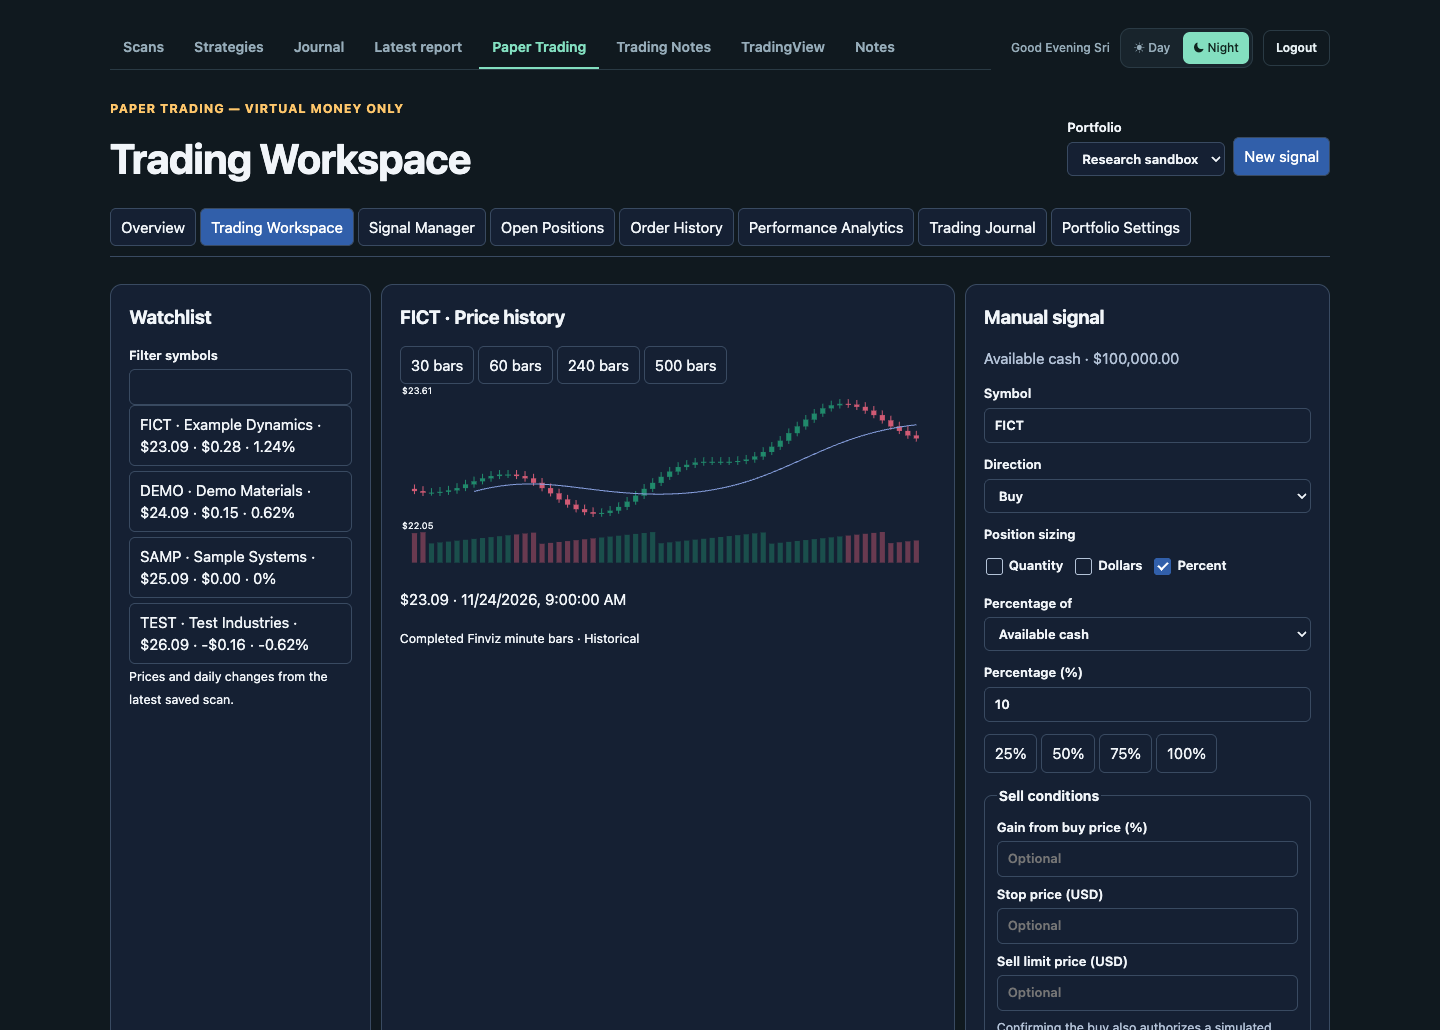 Scans Strategies Journal Latest report Paper Trading Trading Notes TradingView Notes Good Evening Sri Day Night Logout
PAPER TRADING — VIRTUAL MONEY ONLY
Trading Workspace
Portfolio
Research sandbox New signal
Overview Trading Workspace Signal Manager Open Positions Order History Performance Analytics Trading Journal Portfolio Settings
Watchlist
Filter symbols
FICT · Example Dynamics ·
$23.09 · $0.28 · 1.24%
DEMO · Demo Materials ·
$24.09 · $0.15 · 0.62%
SAMP · Sample Systems ·
$25.09 · $0.00 · 0%
TEST · Test Industries ·
$26.09 · -$0.16 · -0.62%
Prices and daily changes from the
latest saved scan.
FICT · Price history
30 bars 60 bars 240 bars 500 bars
$23.61
$22.05
$23.09 · 11/24/2026, 9:00:00 AM
Completed Finviz minute bars · Historical
Manual signal
Available cash · $100,000.00
Symbol
FICT
Direction
Buy
Position sizing
Quantity Dollars Percent
Percentage of
Available cash
Percentage (%)
10
25% 50% 75% 100%
Sell conditions
Gain from buy price (%)
Optional
Stop price (USD)
Optional
Sell limit price (USD)
Optional
Confirming the buy also authorizes a simulated